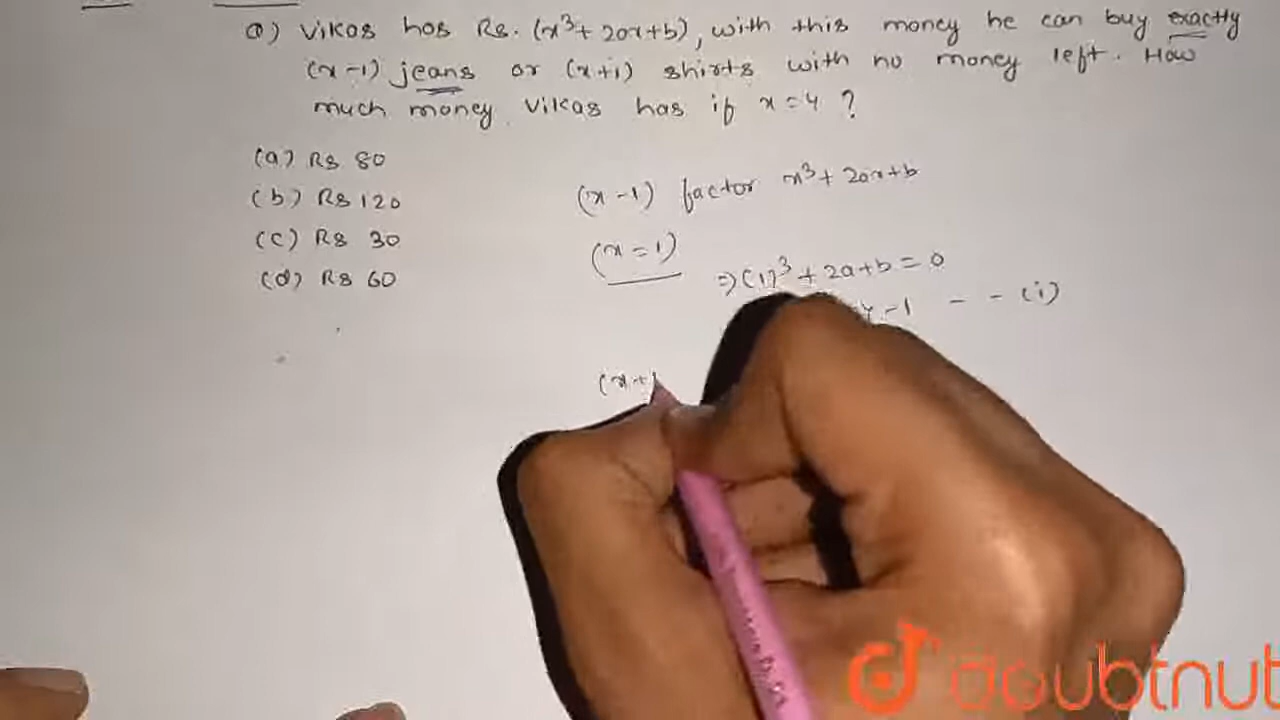 Q) Vikas has Rs. (x³+2ax+b), with this money he can buy exactly
(x-1) jeans or (x+1) shirts with no money left. How
much money Vikas has if x=4?
(a) Rs 80
(b) Rs 120
(c) Rs 30
(d) Rs 60
(x-1) factor x³+2ax+b
(x=1)
⇒(1)³+2a+b=0
-1 - - (i)
(x+
doubtnut